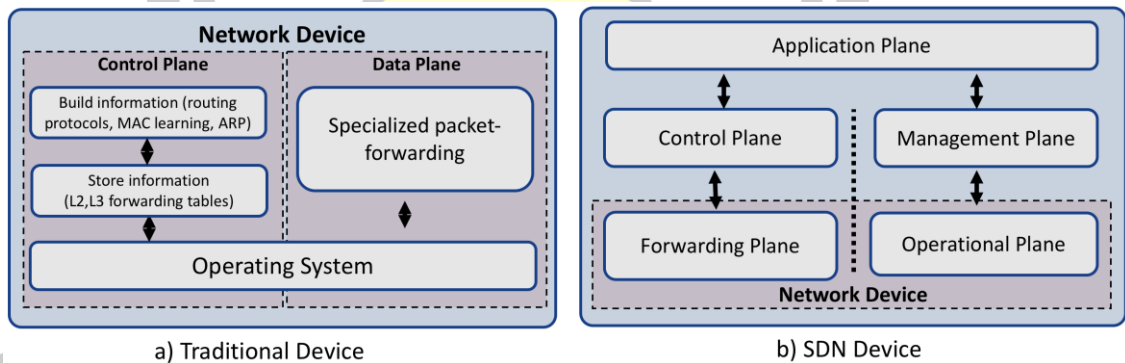 Network Device
Control Plane
Build information (routing
protocols, MAC learning, ARP)
Store information
(L2,L3 forwarding tables)
Data Plane
Specialized packet-
forwarding
Operating System
a) Traditional Device
Application Plane
Control Plane
Management Plane
Forwarding Plane
Operational Plane
Network Device
b) SDN Device